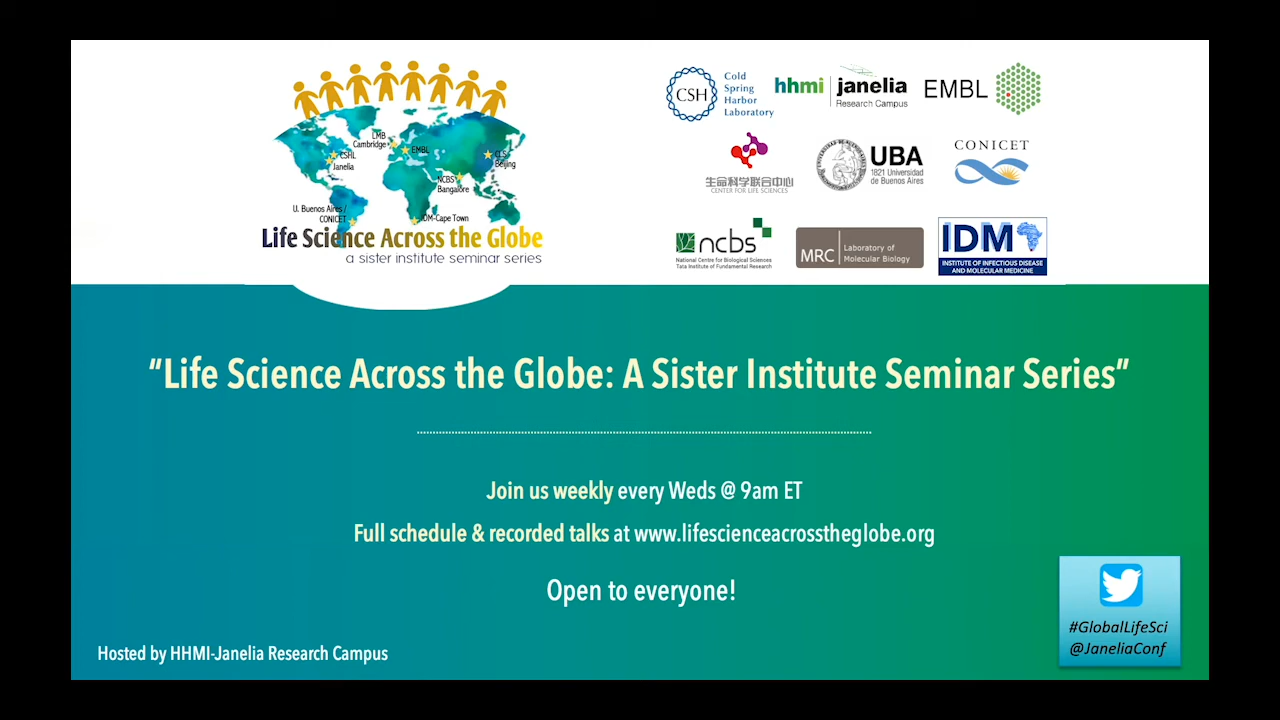 LMB
Cambridge
EMBL
CSHL
Janelia
CLS
Beijing
NCBS
Bangalore
U. Buenos Aires /
CONICET
IDM-Cape Town
Life Science Across the Globe
a sister institute seminar series
CSH
Cold
Spring
Harbor
Laboratory
hhmi janelia
Research Campus
EMBL
生命科学联合中心
CENTER FOR LIFE SCIENCES
UBA
1821 Universidad
de Buenos Aires
CONICET
ncbs
National Centre for Biological Sciences
Tata Institute of Fundamental Research
MRC
Laboratory of
Molecular Biology
IDM
INSTITUTE OF INFECTIOUS DISEASE
AND MOLECULAR MEDICINE
“Life Science Across the Globe: A Sister Institute Seminar Series”
Join us weekly every Weds @ 9am ET
Full schedule & recorded talks at www.lifescienceacrosstheglobe.org
Open to everyone!
#GlobalLifeSci
@JaneliaConf
Hosted by HHMI-Janelia Research Campus